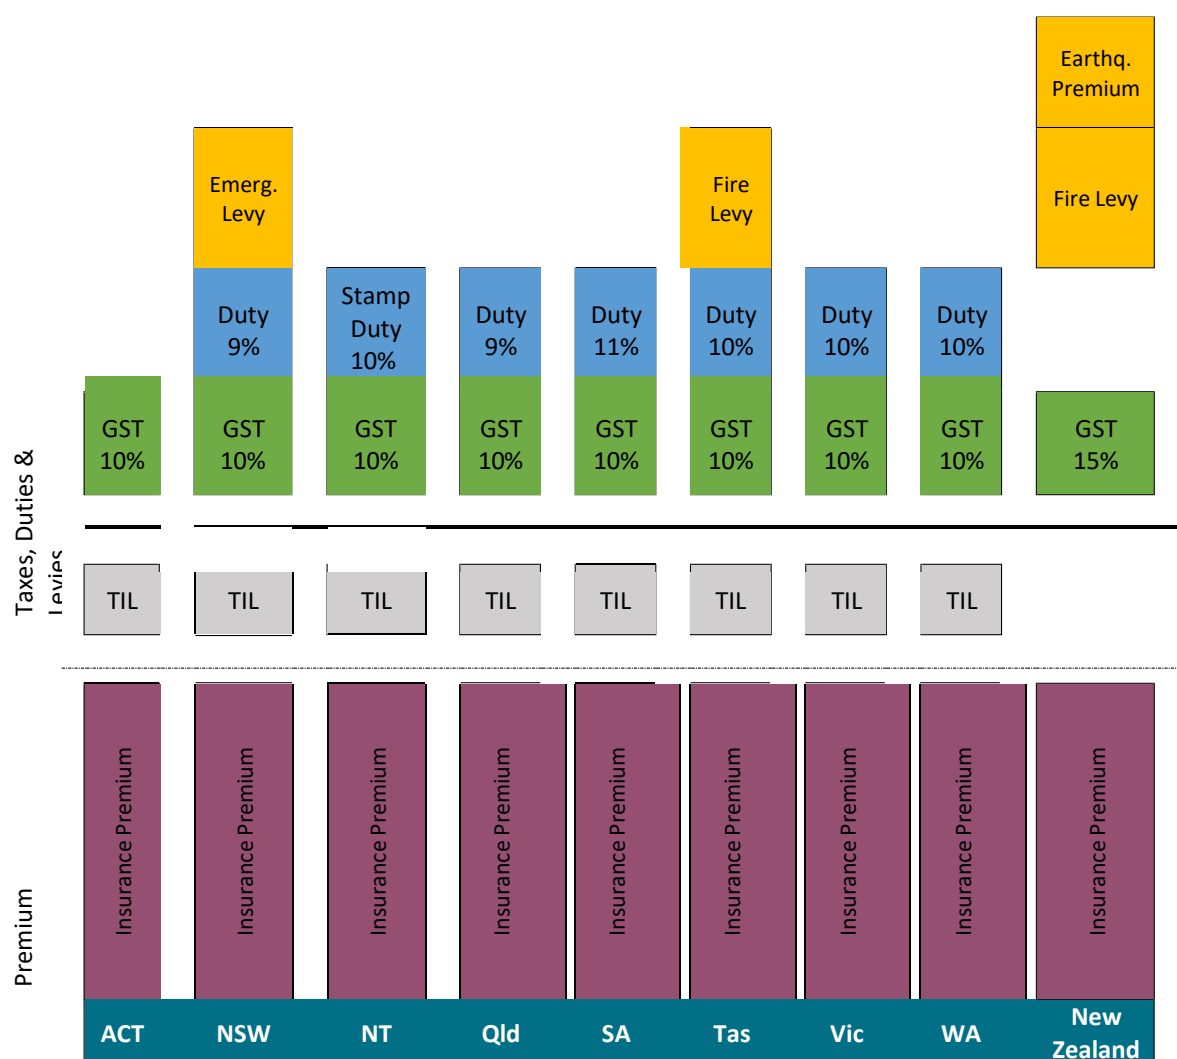 Earthq.
Premium
Emerg.
Levy
Fire
Levy
Fire Levy
Duty
9%
Stamp
Duty
10%
Duty
9%
Duty
11%
Duty
10%
Duty
10%
Duty
10%
GST
10%
GST
10%
GST
10%
GST
10%
GST
10%
GST
10%
GST
10%
GST
10%
GST
15%
Taxes, Duties &
Levies
TIL
TIL
TIL
TIL
TIL
TIL
TIL
TIL
Premium
Insurance Premium
Insurance Premium
Insurance Premium
Insurance Premium
Insurance Premium
Insurance Premium
Insurance Premium
Insurance Premium
Insurance Premium
ACT
NSW
NT
Qld
SA
Tas
Vic
WA
New
Zealand